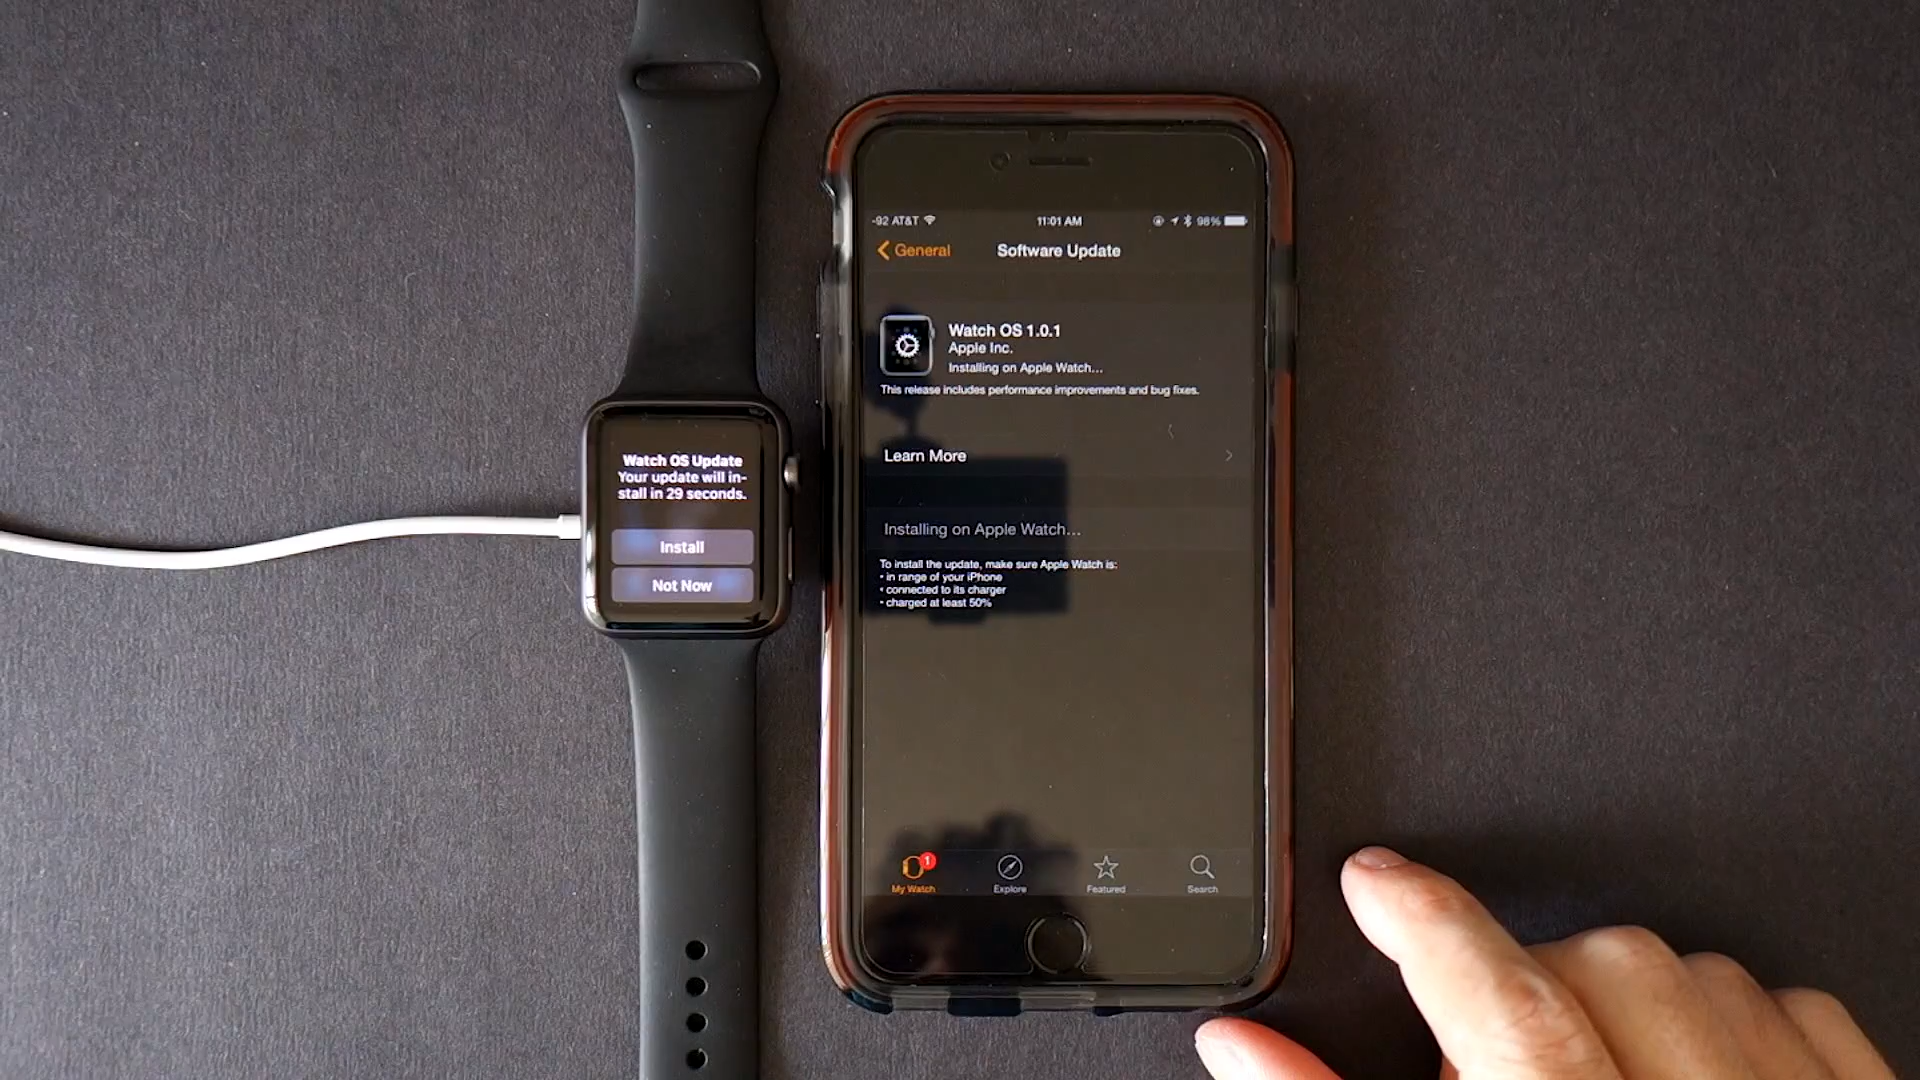 Watch OS Update
Your update will in-
stall in 29 seconds.
Install
Not Now
-92 AT&T
11:01 AM
98%
General
Software Update
Watch OS 1.0.1
Apple Inc.
Installing on Apple Watch...
This release includes performance improvements and bug fixes.
Learn More
Installing on Apple Watch...
To install the update, make sure Apple Watch is:
• in range of your iPhone
• connected to its charger
• charged at least 50%
1
My Watch
Explore
Featured
Search